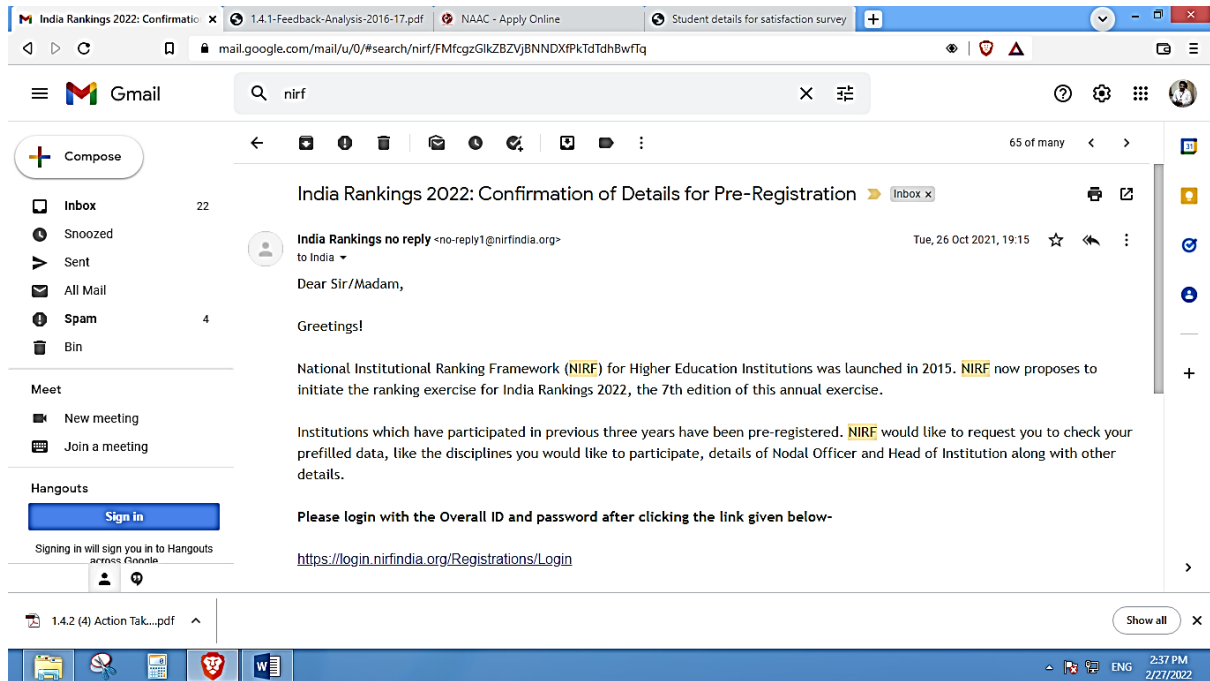 India Rankings 2022: Confirmatio
1.4.1-Feedback-Analysis-2016-17.pdf
NAAC - Apply Online
Student details for satisfaction survey
mail.google.com/mail/u/0/#search/nirf/FMfcgzGlkZBZVjBNNDXfPkTdTdhBwfTq
Gmail
nirf
Compose
65 of many
31
India Rankings 2022: Confirmation of Details for Pre-Registration
Inbox x
Inbox 22
Snoozed
Sent
All Mail
Spam 4
Bin
Meet
New meeting
Join a meeting
Hangouts
Sign in
Signing in will sign you in to Hangouts
across Google
India Rankings no reply <no-reply1@nirfindia.org>
Tue, 26 Oct 2021, 19:15
to India
Dear Sir/Madam,
Greetings!
National Institutional Ranking Framework (NIRF) for Higher Education Institutions was launched in 2015. NIRF now proposes to
initiate the ranking exercise for India Rankings 2022, the 7th edition of this annual exercise.
Institutions which have participated in previous three years have been pre-registered. NIRF would like to request you to check your
prefilled data, like the disciplines you would like to participate, details of Nodal Officer and Head of Institution along with other
details.
Please login with the Overall ID and password after clicking the link given below-
https://login.nirfindia.org/Registrations/Login
1.4.2 (4) Action Tak....pdf
Show all
W
ENG
2:37 PM
2/27/2022